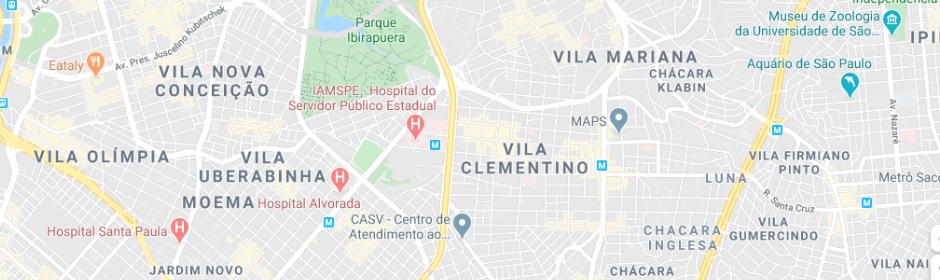 Parque
Ibirapuera
Museu de Zoologia
da Universidade de São...
Independência
IPI
Av. Pres. Juscelino Kubitschek
Eataly
VILA NOVA
CONCEIÇÃO
VILA MARIANA
CHÁCARA
KLABIN
Aquário de São Paulo
IAMSPE, - Hospital do
Servidor Público Estadual
MAPS
Av. Nazaré
VILA OLÍMPIA
VILA
UBERABINHA
VILA
CLEMENTINO
VILA FIRMIANO
PINTO
MOEMA
Hospital Alvorada
LUNA
Metrô Sac
R. Santa Cruz
Hospital Santa Paula
CASV - Centro de
Atendimento ao...
CHACARA
INGLESA
VILA
GUMERCINDO
JARDIM NOVO
CHÁCARA
VILA NAI